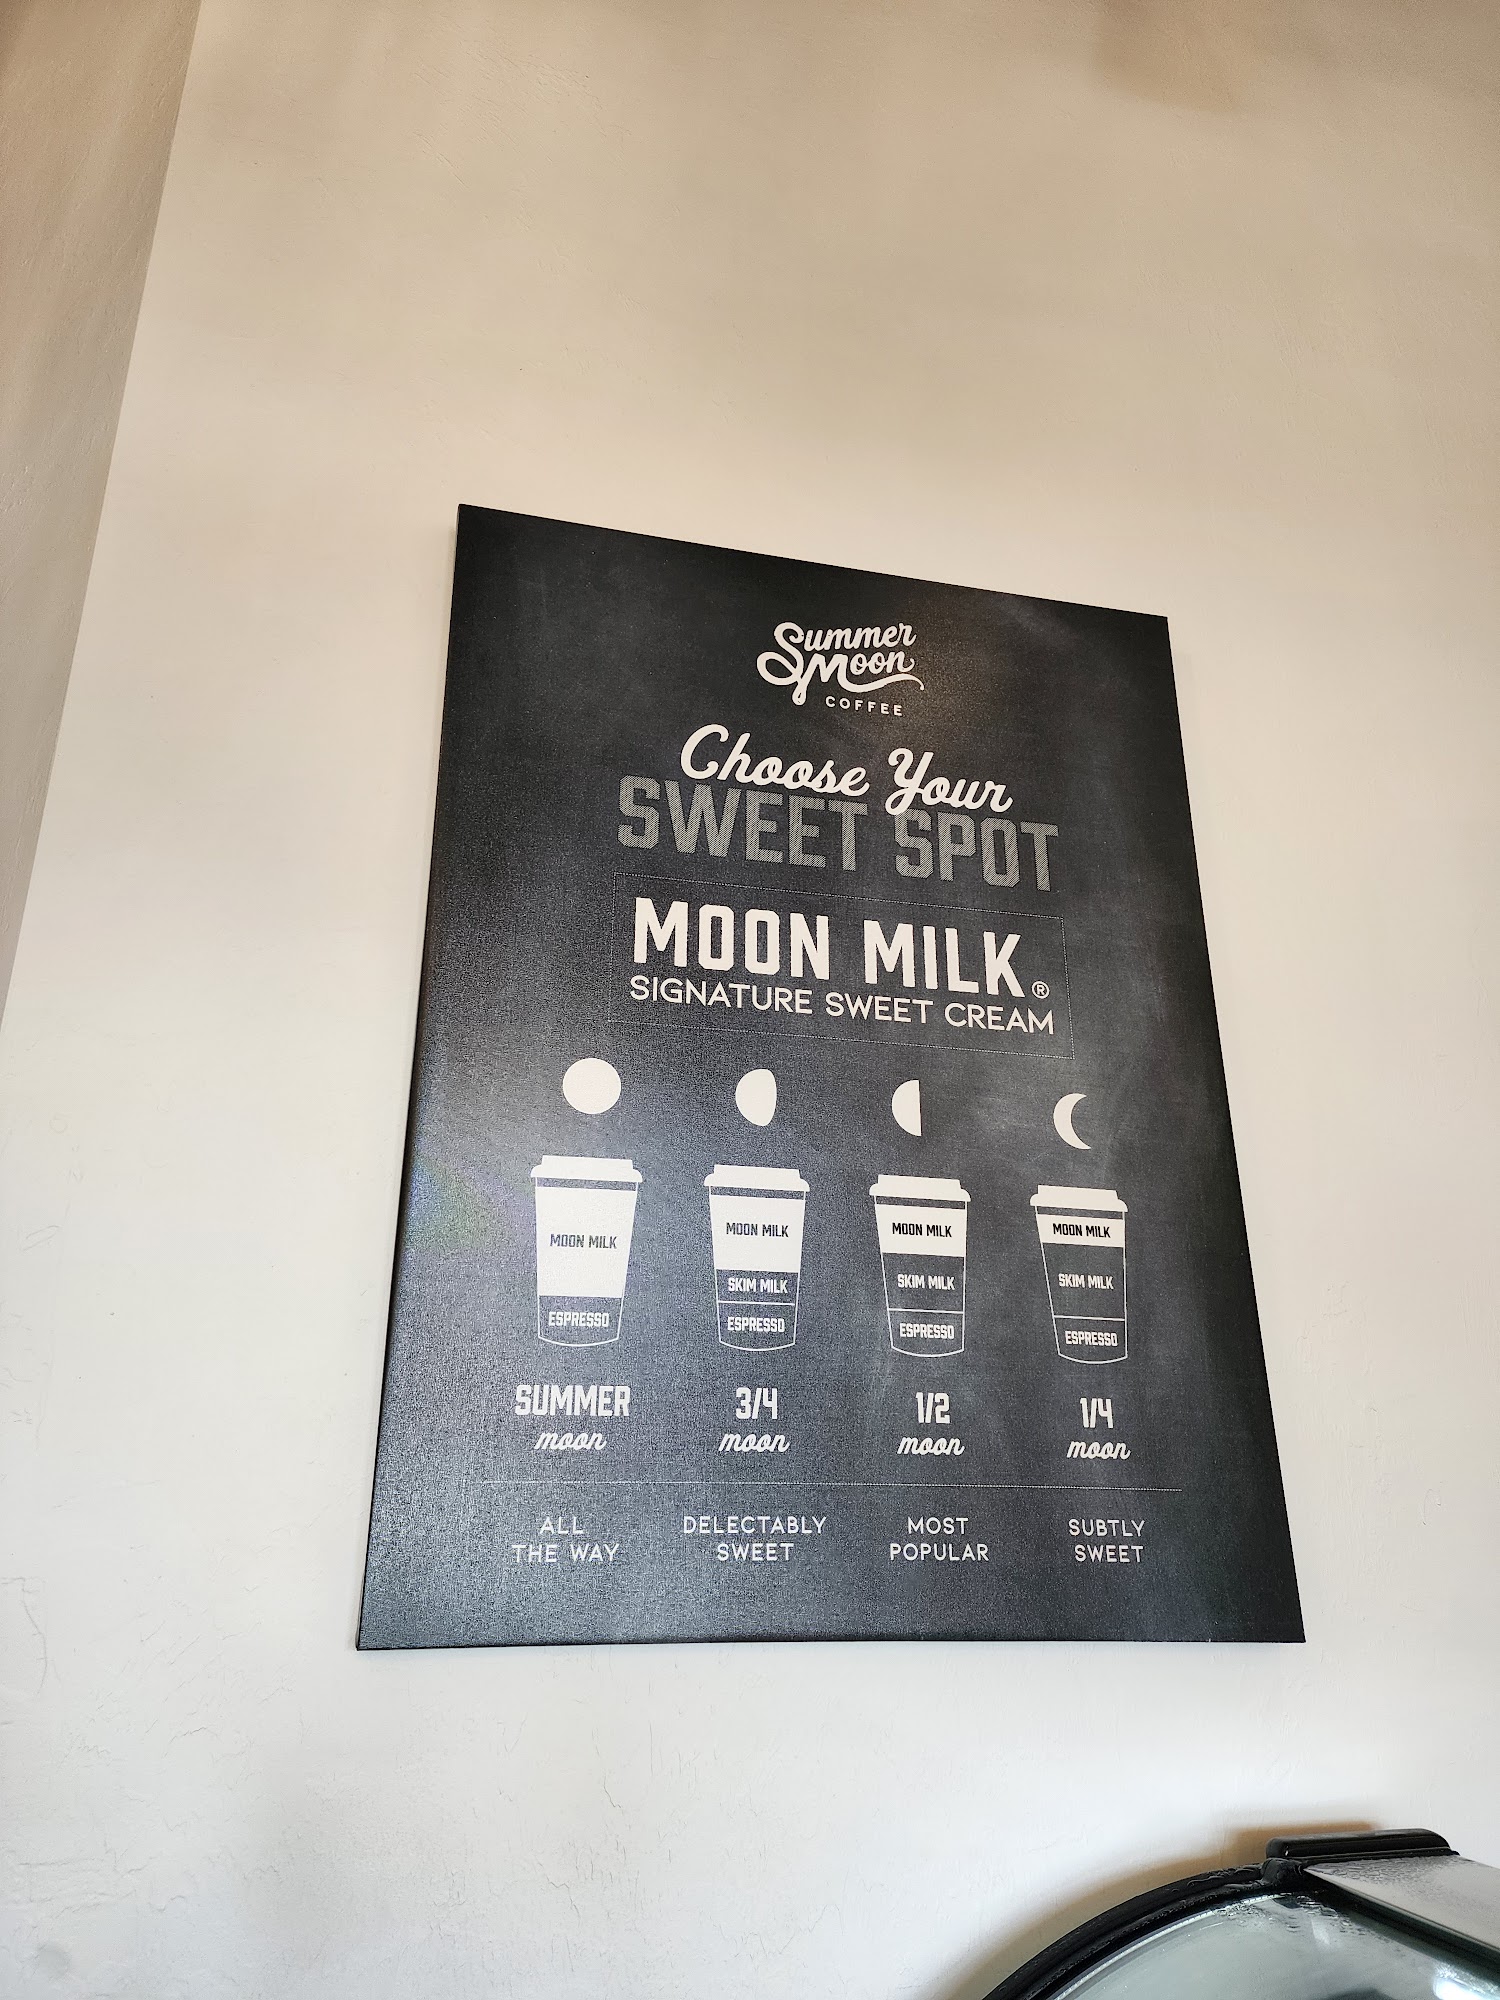 Summer
Moon
COFFEE
Choose Your
SWEET SPOT
MOON MILK®
SIGNATURE SWEET CREAM
MOON MILK
ESPRESSO
SUMMER
moon
ALL
THE WAY
MOON MILK
SKIM MILK
ESPRESSO
3/4
moon
DELECTABLY
SWEET
MOON MILK
SKIM MILK
ESPRESSO
1/2
moon
MOST
POPULAR
MOON MILK
SKIM MILK
ESPRESSO
1/4
moon
SUBTLY
SWEET